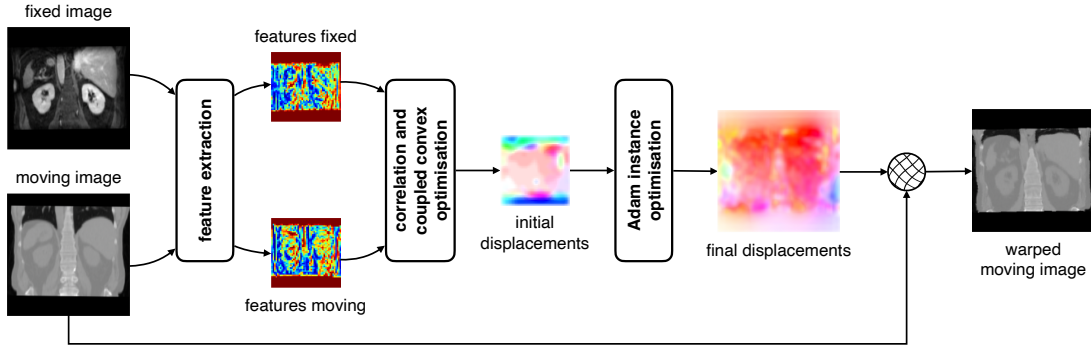 fixed image
moving image
feature extraction
features fixed
features moving
correlation and
coupled convex
optimisation
initial
displacements
Adam instance
optimisation
final displacements
warped
moving image